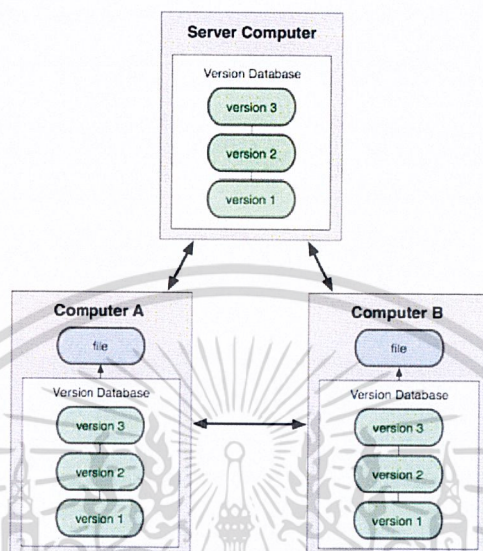 Server Computer
Version Database
version 3
version 2
version 1
Computer A
file
Version Database
version 3
version 2
version 1
Computer B
file
Version Database
version 3
version 2
version 1